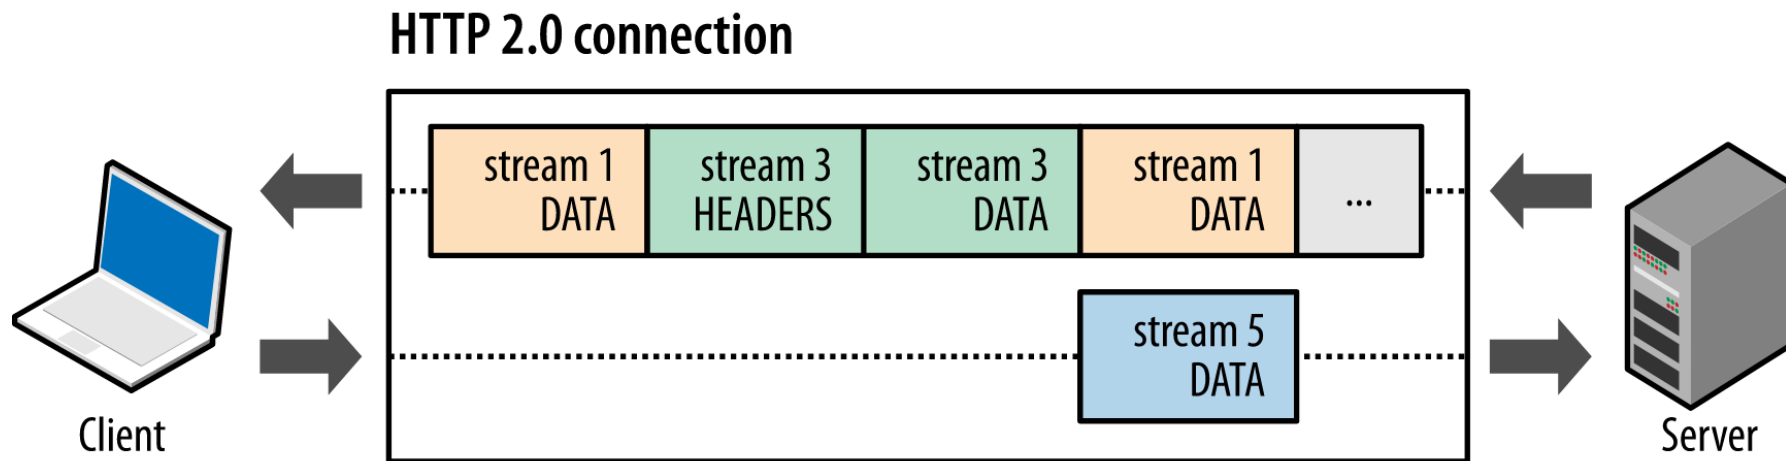 HTTP 2.0 connection
stream 1
DATA
stream 3
HEADERS
stream 3
DATA
stream 1
DATA
...
stream 5
DATA
Client
Server